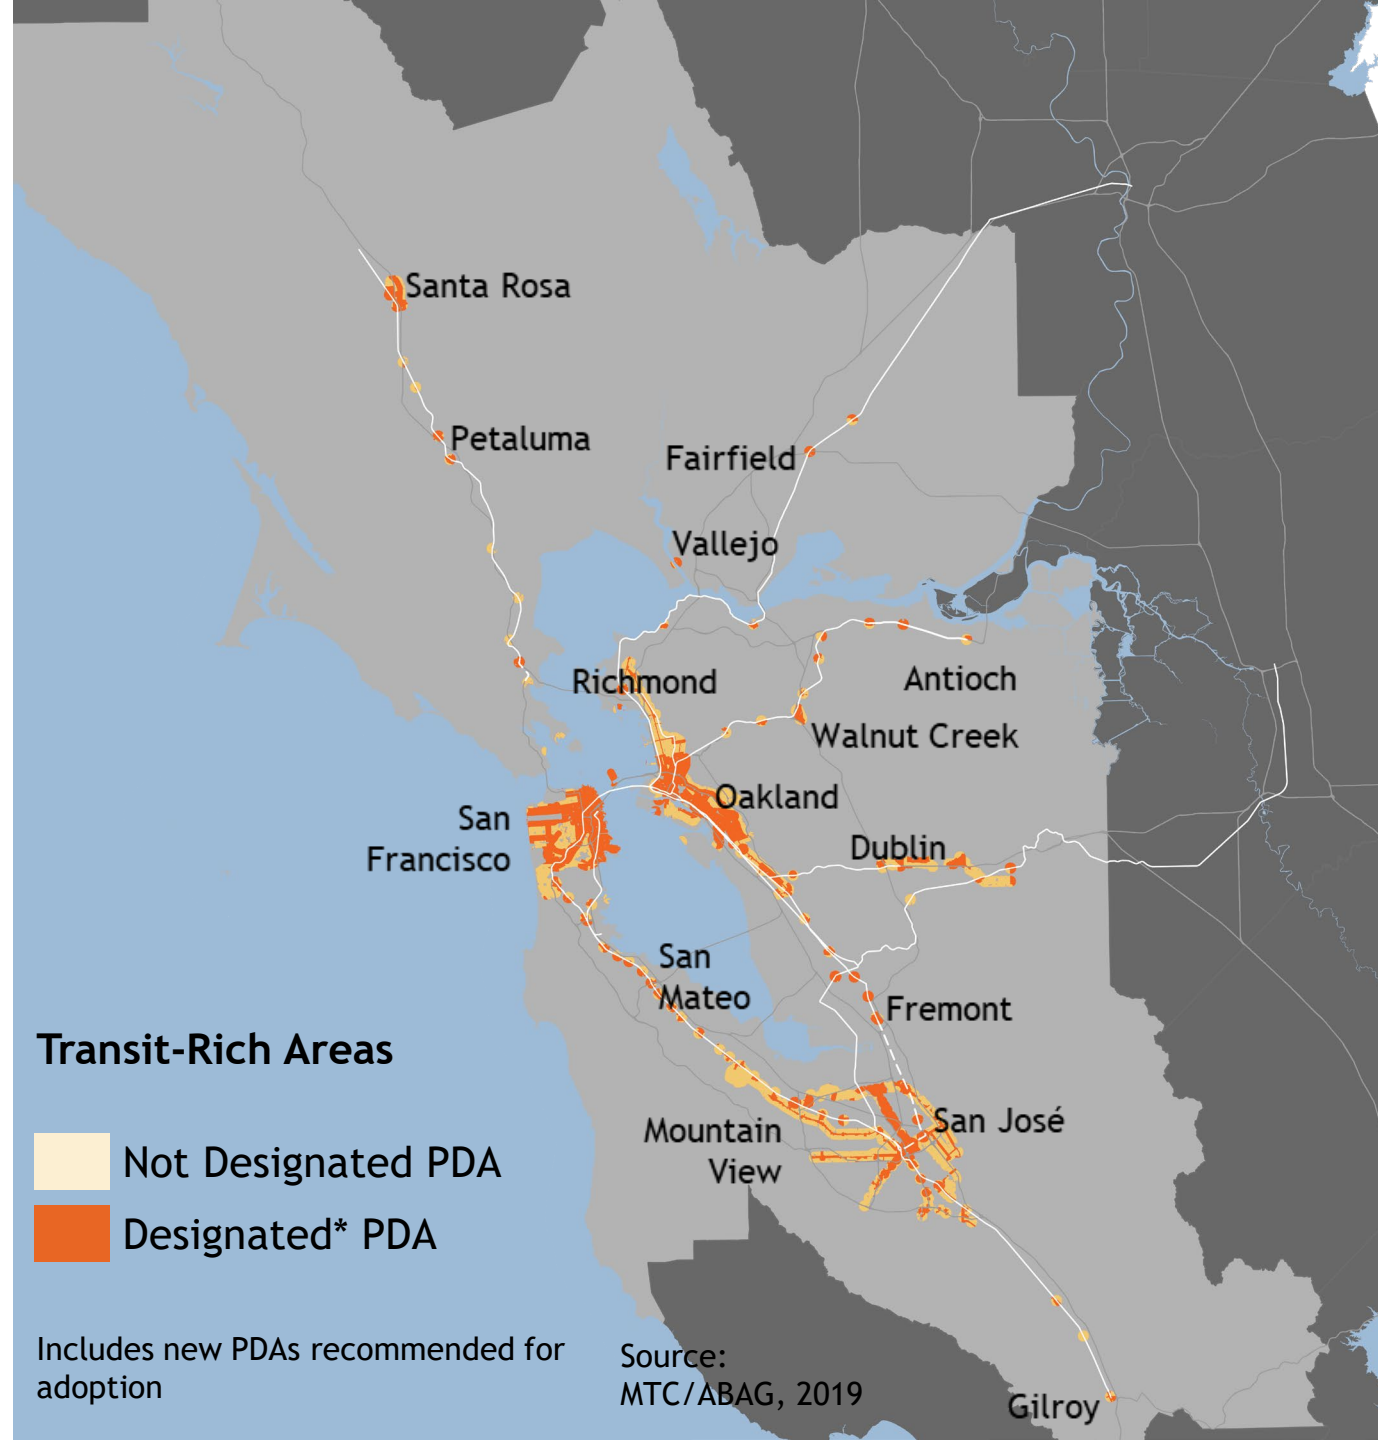 Santa Rosa
Petaluma
Fairfield
Vallejo
Richmond
Antioch
Walnut Creek
Oakland
San
Francisco
Dublin
San
Mateo
Fremont
Mountain
View
San José
Gilroy
Transit-Rich Areas
Not Designated PDA
Designated* PDA
Includes new PDAs recommended for
adoption
Source:
MTC/ABAG, 2019